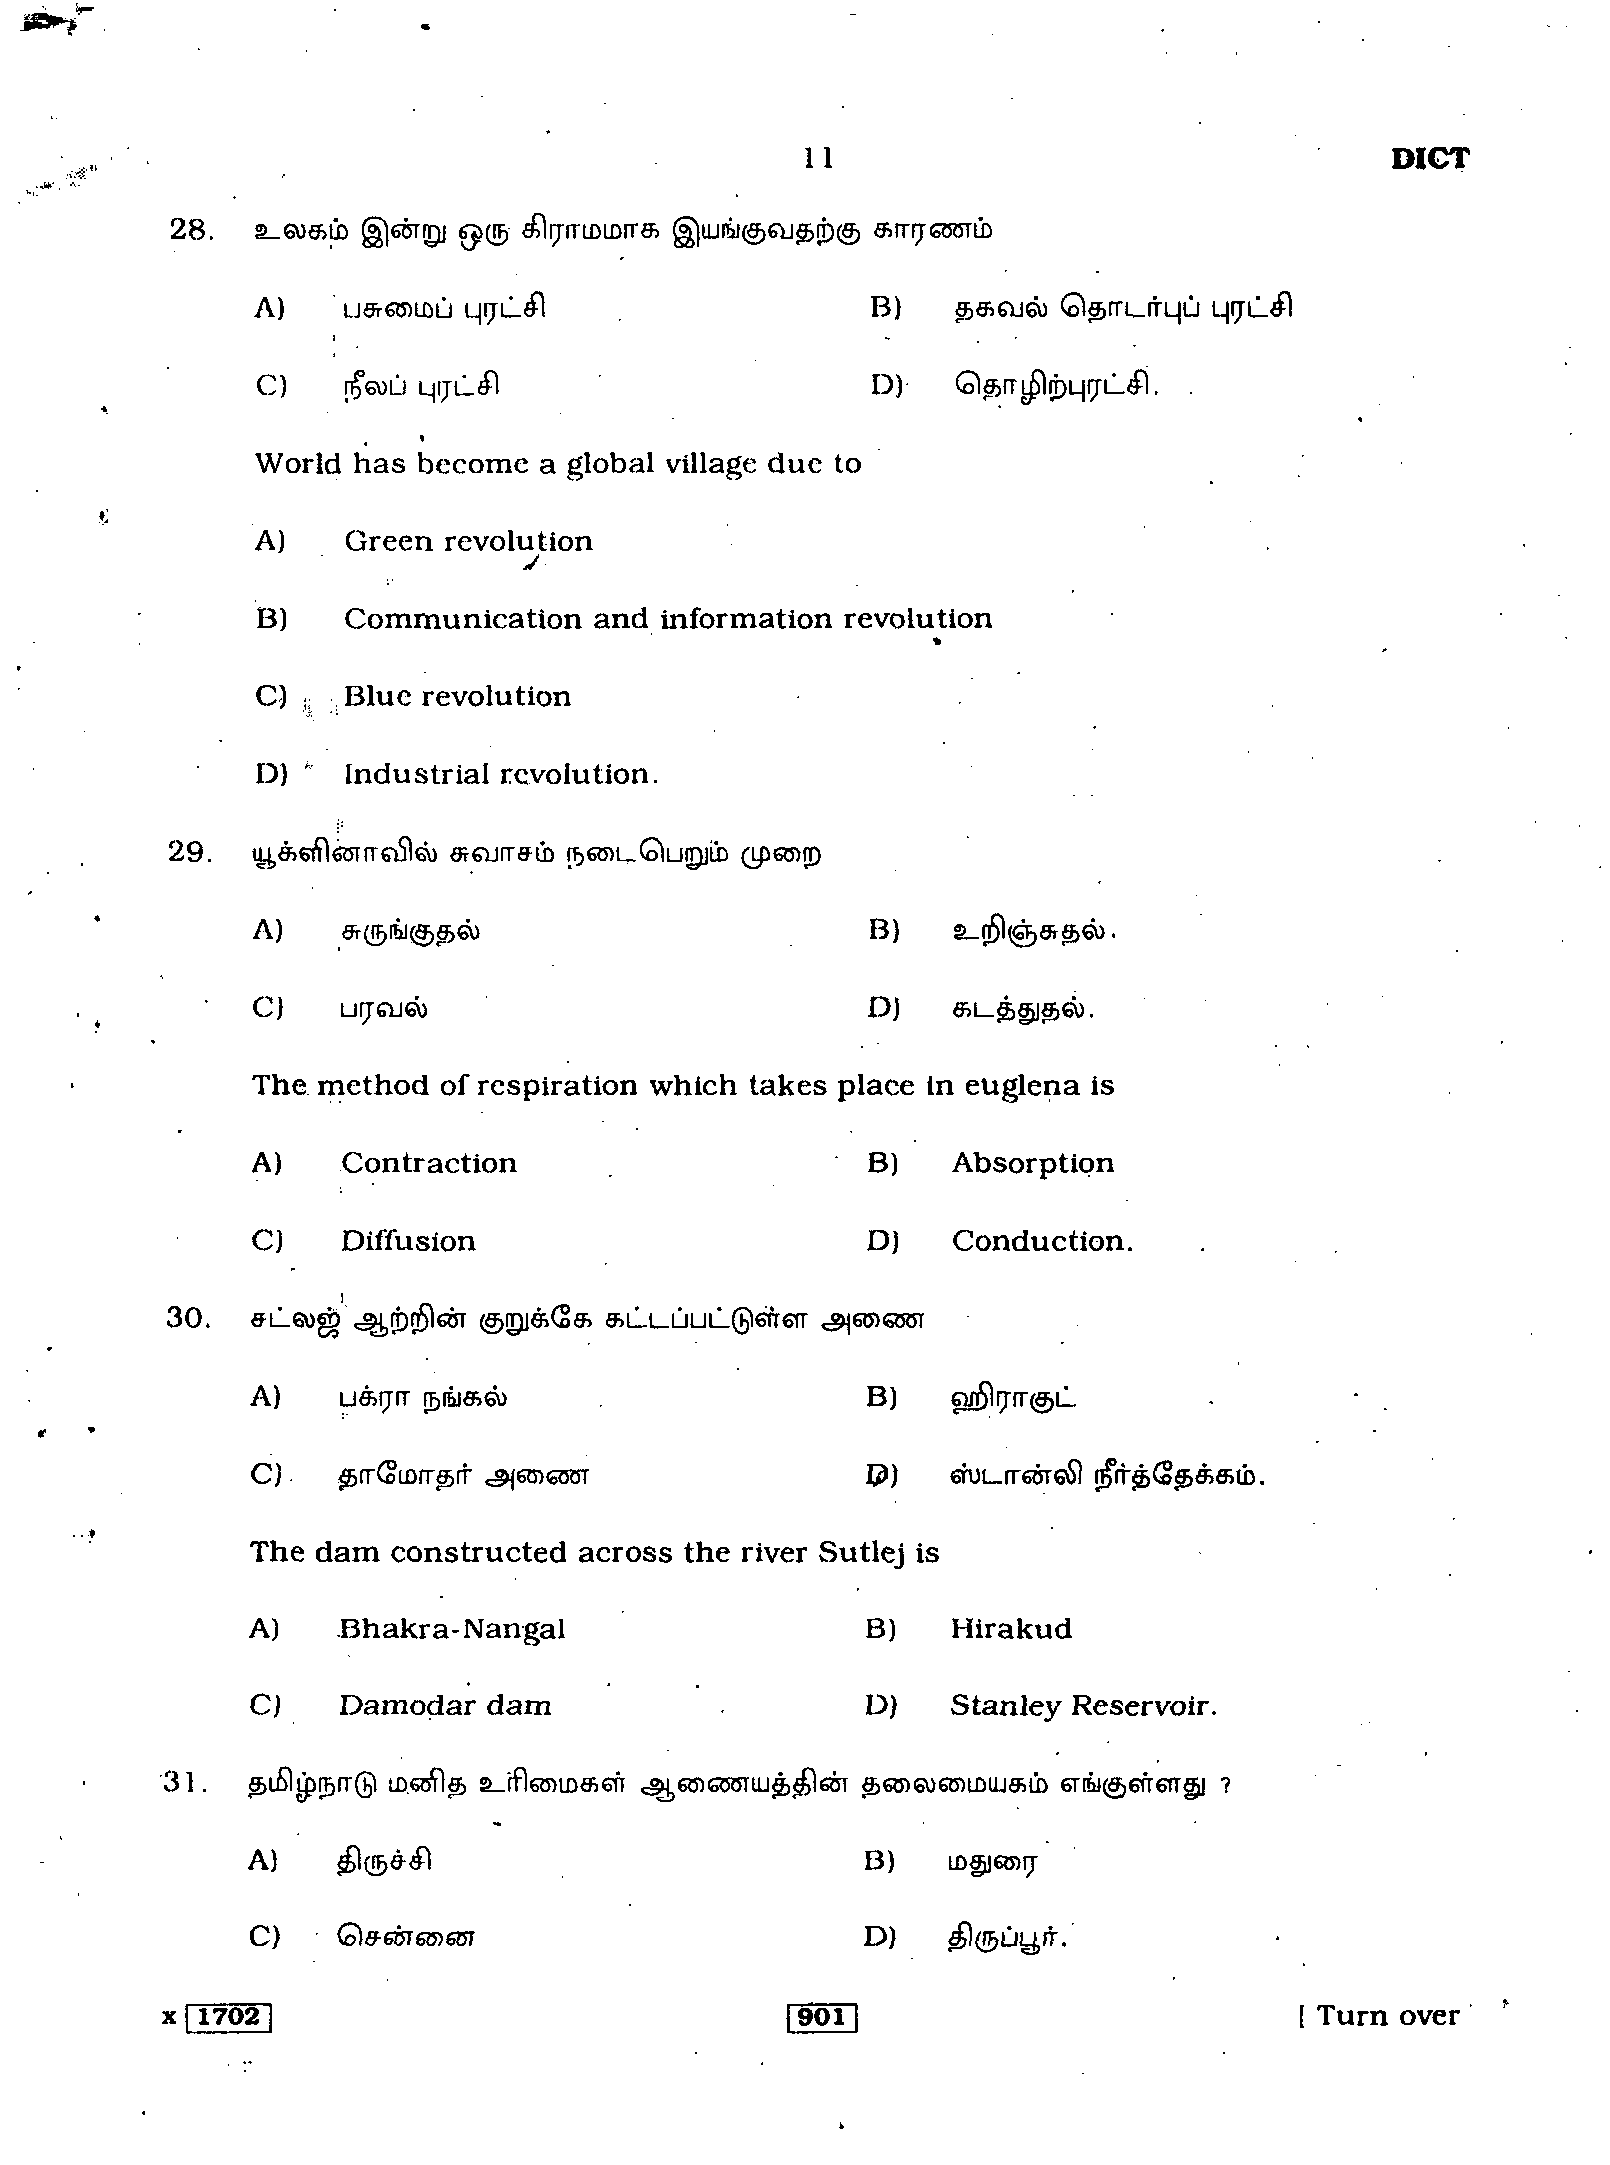 11 DICT
28. உலகம் இன்று ஒரு கிராமமாக இயங்குவதற்கு காரணம்
A) பசுமைப் புரட்சி B) தகவல் தொடர்புப் புரட்சி
C) நீலப் புரட்சி D) தொழிற்புரட்சி.
World has become a global village due to
A) Green revolution
B) Communication and information revolution
C) Blue revolution
D) Industrial revolution.
29. யூக்ளினாவில் சுவாசம் நடைபெறும் முறை
A) சுருங்குதல் B) உறிஞ்சுதல்.
C) பரவல் D) கடத்துதல்.
The method of respiration which takes place in euglena is
A) Contraction B) Absorption
C) Diffusion D) Conduction.
30. சட்லஜ் ஆற்றின் குறுக்கே கட்டப்பட்டுள்ள அணை
A) பக்ரா நங்கல் B) ஹிராகுட்
C) தாமோதர் அணை D) ஸ்டான்லி நீர்த்தேக்கம்.
The dam constructed across the river Sutlej is
A) Bhakra-Nangal B) Hirakud
C) Damodar dam D) Stanley Reservoir.
31. தமிழ்நாடு மனித உரிமைகள் ஆணையத்தின் தலைமையகம் எங்குள்ளது ?
A) திருச்சி B) மதுரை
C) சென்னை D) திருப்பூர்.
x 1702 901 [ Turn over